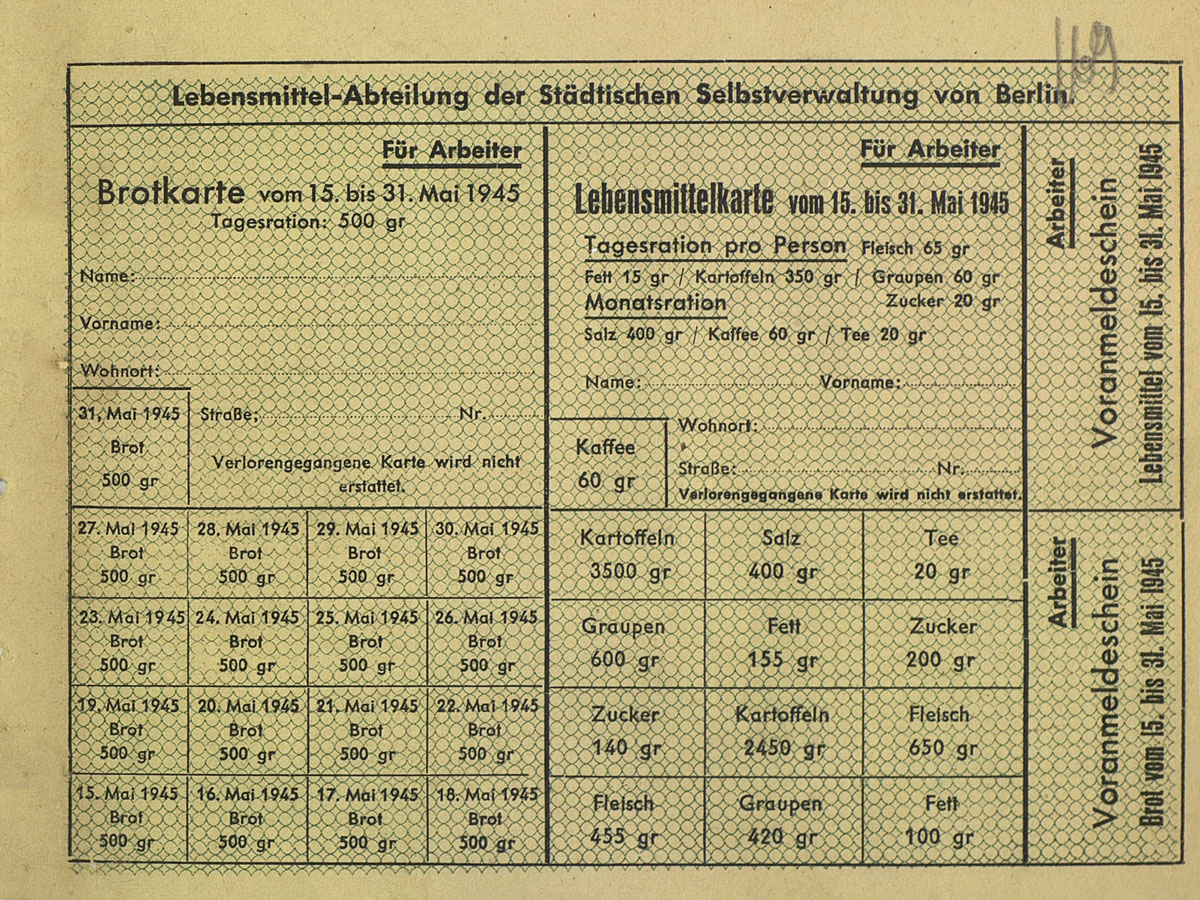 169
Lebensmittel-Abteilung der Städtischen Selbstverwaltung von Berlin.
Für Arbeiter
Brotkarte vom 15. bis 31. Mai 1945
Tagesration: 500 gr
Name:
Vorname:
Wohnort:
31, Mai 1945
Brot
500 gr
Straße: Nr.
Verlorengegangene Karte wird nicht
erstattet.
27. Mai 1945 28. Mai 1945 29. Mai 1945 30. Mai 1945
Brot Brot Brot Brot
500 gr 500 gr 500 gr 500 gr
23. Mai 1945 24. Mai 1945 25. Mai 1945 26. Mai 1945
Brot Brot Brot Brot
500 gr 500 gr 500 gr 500 gr
19. Mai 1945 20. Mai 1945 21. Mai 1945 22. Mai 1945
Brot Brot Brot Brot
500 gr 500 gr 500 gr 500 gr
15. Mai 1945 16. Mai 1945 17. Mai 1945 18. Mai 1945
Brot Brot Brot Brot
500 gr 500 gr 500 gr 500 gr
Für Arbeiter
Lebensmittelkarte vom 15. bis 31. Mai 1945
Tagesration pro Person Fleisch 65 gr
Fett 15 gr / Kartoffeln 350 gr / Graupen 60 gr
Monatsration Zucker 20 gr
Salz 400 gr / Kaffee 60 gr / Tee 20 gr
Name: Vorname:
Kaffee
60 gr
Wohnort:
Straße: Nr.
Verlorengegangene Karte wird nicht erstattet.
Kartoffeln Salz Tee
3500 gr 400 gr 20 gr
Graupen Fett Zucker
600 gr 155 gr 200 gr
Zucker Kartoffeln Fleisch
140 gr 2450 gr 650 gr
Fleisch Graupen Fett
455 gr 420 gr 100 gr
Arbeiter
Voranmeldeschein
Lebensmittel vom 15. bis 31. Mai 1945
Arbeiter
Voranmeldeschein
Brot vom 15. bis 31. Mai 1945